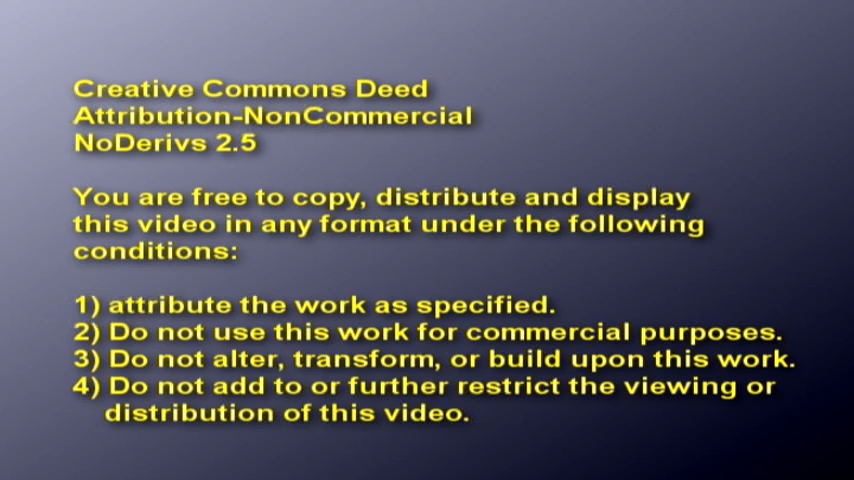 Creative Commons Deed
Attribution-NonCommercial
NoDerivs 2.5
You are free to copy, distribute and display
this video in any format under the following
conditions:
1) attribute the work as specified.
2) Do not use this work for commercial purposes.
3) Do not alter, transform, or build upon this work.
4) Do not add to or further restrict the viewing or
distribution of this video.